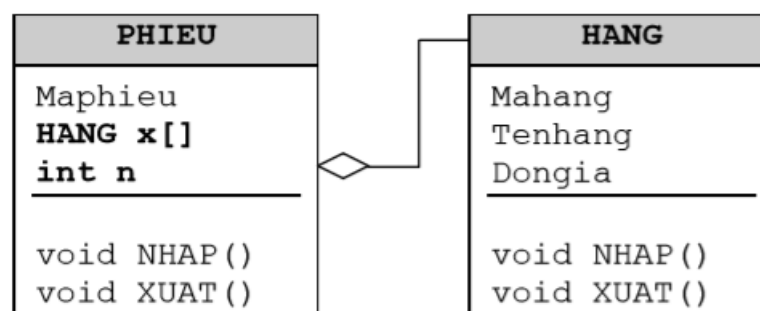 PHIEU
Maphieu
HANG x[]
int n
void NHAP()
void XUAT()
HANG
Mahang
Tenhang
Dongia
void NHAP()
void XUAT()